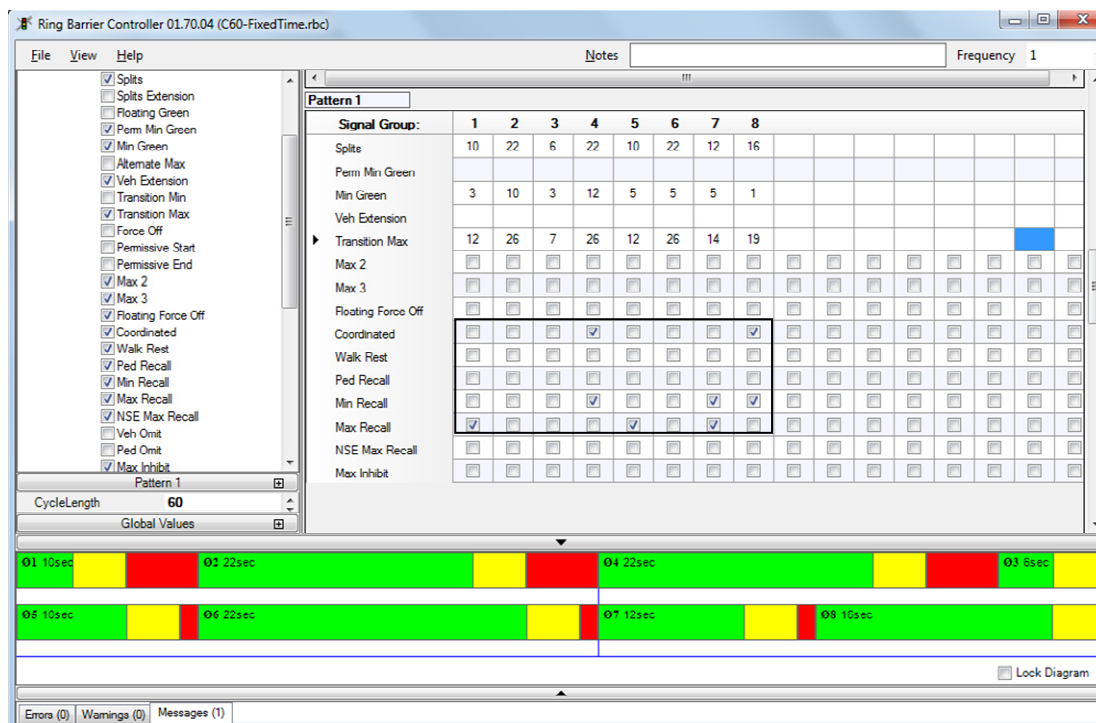 Ring Barrier Controller 01.70.04 (C60-FixedTime.rbc)
File View Help Notes Frequency 1
Splits
Splits Extension
Floating Green
Perm Min Green
Min Green
Alternate Max
Veh Extension
Transition Min
Transition Max
Force Off
Permissive Start
Permissive End
Max 2
Max 3
Floating Force Off
Coordinated
Walk Rest
Ped Recall
Min Recall
Max Recall
NSE Max Recall
Veh Omit
Ped Omit
Max Inhibit
Pattern 1
CycleLength 60
Global Values
Pattern 1
Signal Group: 1 2 3 4 5 6 7 8
Splits 10 22 6 22 10 22 12 16
Perm Min Green
Min Green 3 10 3 12 5 5 5 1
Veh Extension
Transition Max 12 26 7 26 12 26 14 19
Max 2
Max 3
Floating Force Off
Coordinated
Walk Rest
Ped Recall
Min Recall
Max Recall
NSE Max Recall
Max Inhibit
Ø1 10sec Ø2 22sec Ø4 22sec Ø3 6sec
Ø5 10sec Ø6 22sec Ø7 12sec Ø8 16sec
Lock Diagram
Errors (0) Warnings (0) Messages (1)